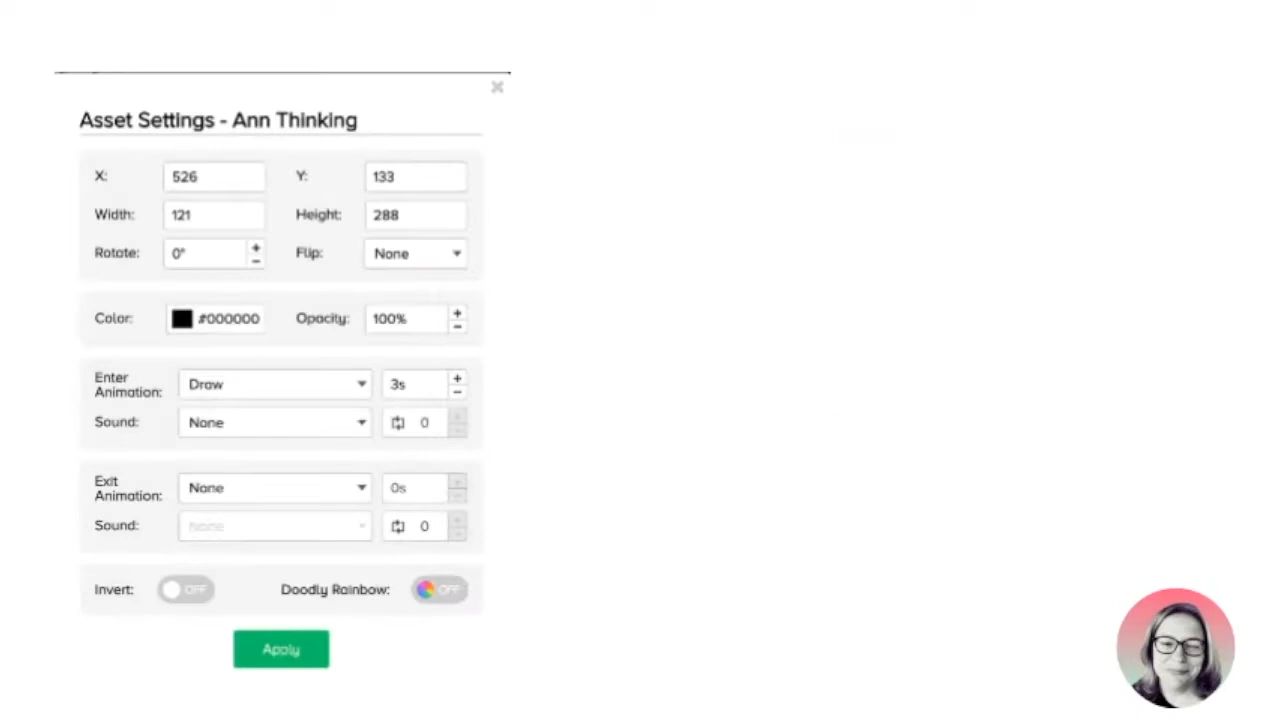 Asset Settings - Ann Thinking
X: 526 Y: 133
Width: 121 Height: 288
Rotate: 0° + − Flip: None
Color: #000000 Opacity: 100% + −
Enter
Animation: Draw 3s + −
Sound: None 0
Exit
Animation: None 0s
Sound: None 0
Invert: OFF Doodly Rainbow: OFF
Apply